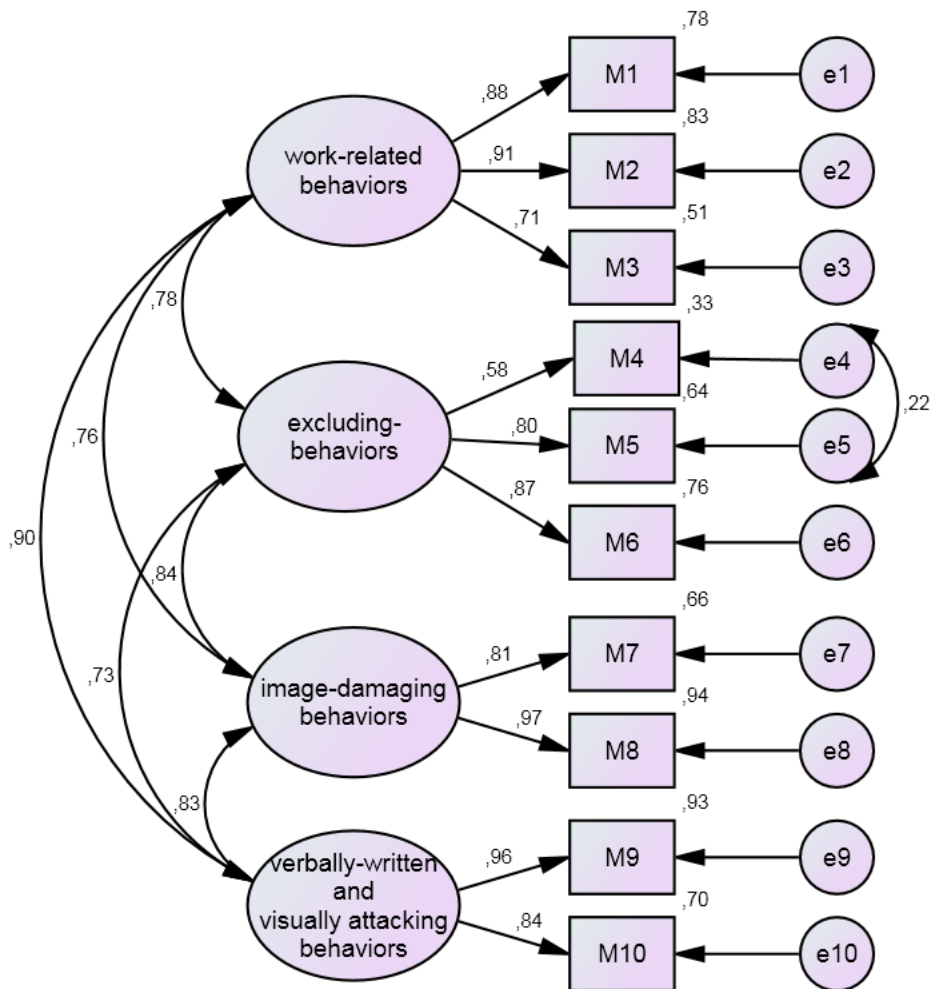 ,78
,88
M1
e1
,83
work-related
behaviors
,91
M2
e2
,51
,71
M3
e3
,78
,33
,58
M4
e4
,64
,22
,76
excluding-
behaviors
,80
M5
e5
,76
,87
M6
e6
,90
,84
,66
,73
,81
M7
e7
image-damaging
behaviors
,94
,97
M8
e8
,83
,93
verbally-written
and
visually attacking
behaviors
,96
M9
e9
,70
,84
M10
e10